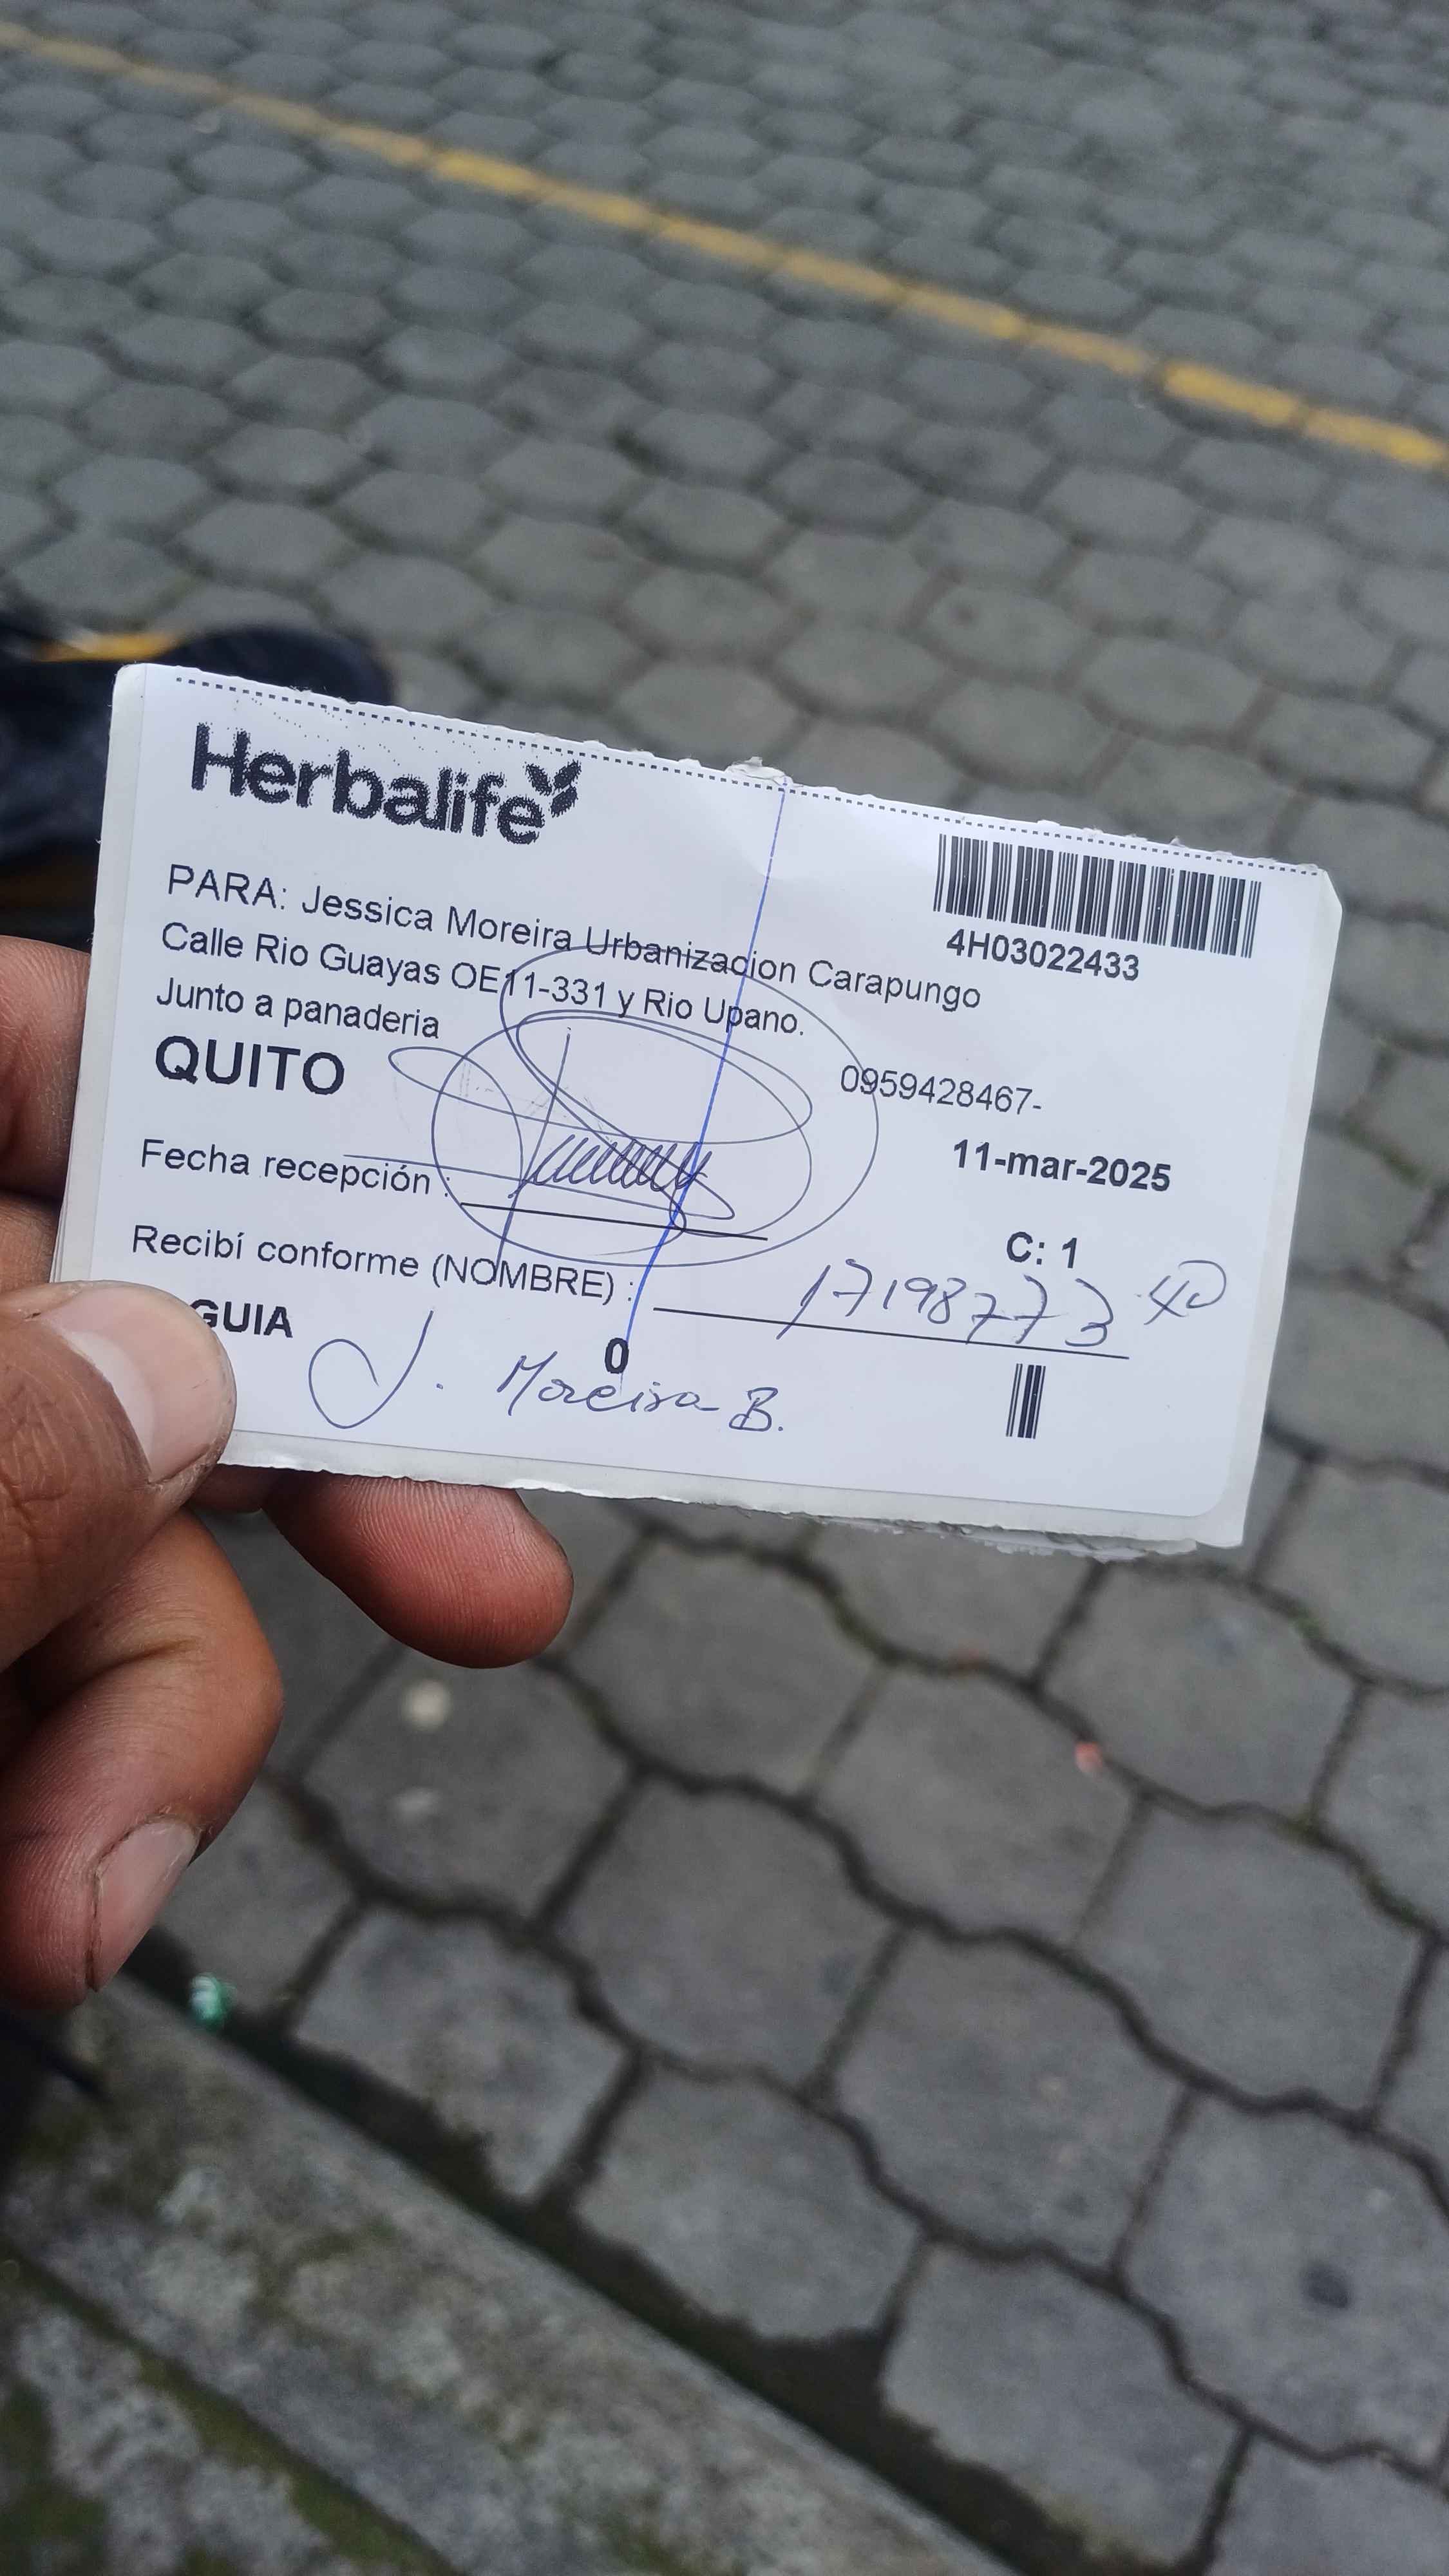 Herbalife
4H03022433
PARA: Jessica Moreira Urbanizacion Carapungo
Calle Rio Guayas OE11-331 y Rio Upano.
Junto a panaderia
QUITO
0959428467-
11-mar-2025
Fecha recepción :
C: 1
Recibí conforme (NOMBRE) :
1719877340
GUIA
0
J. Moreira B.